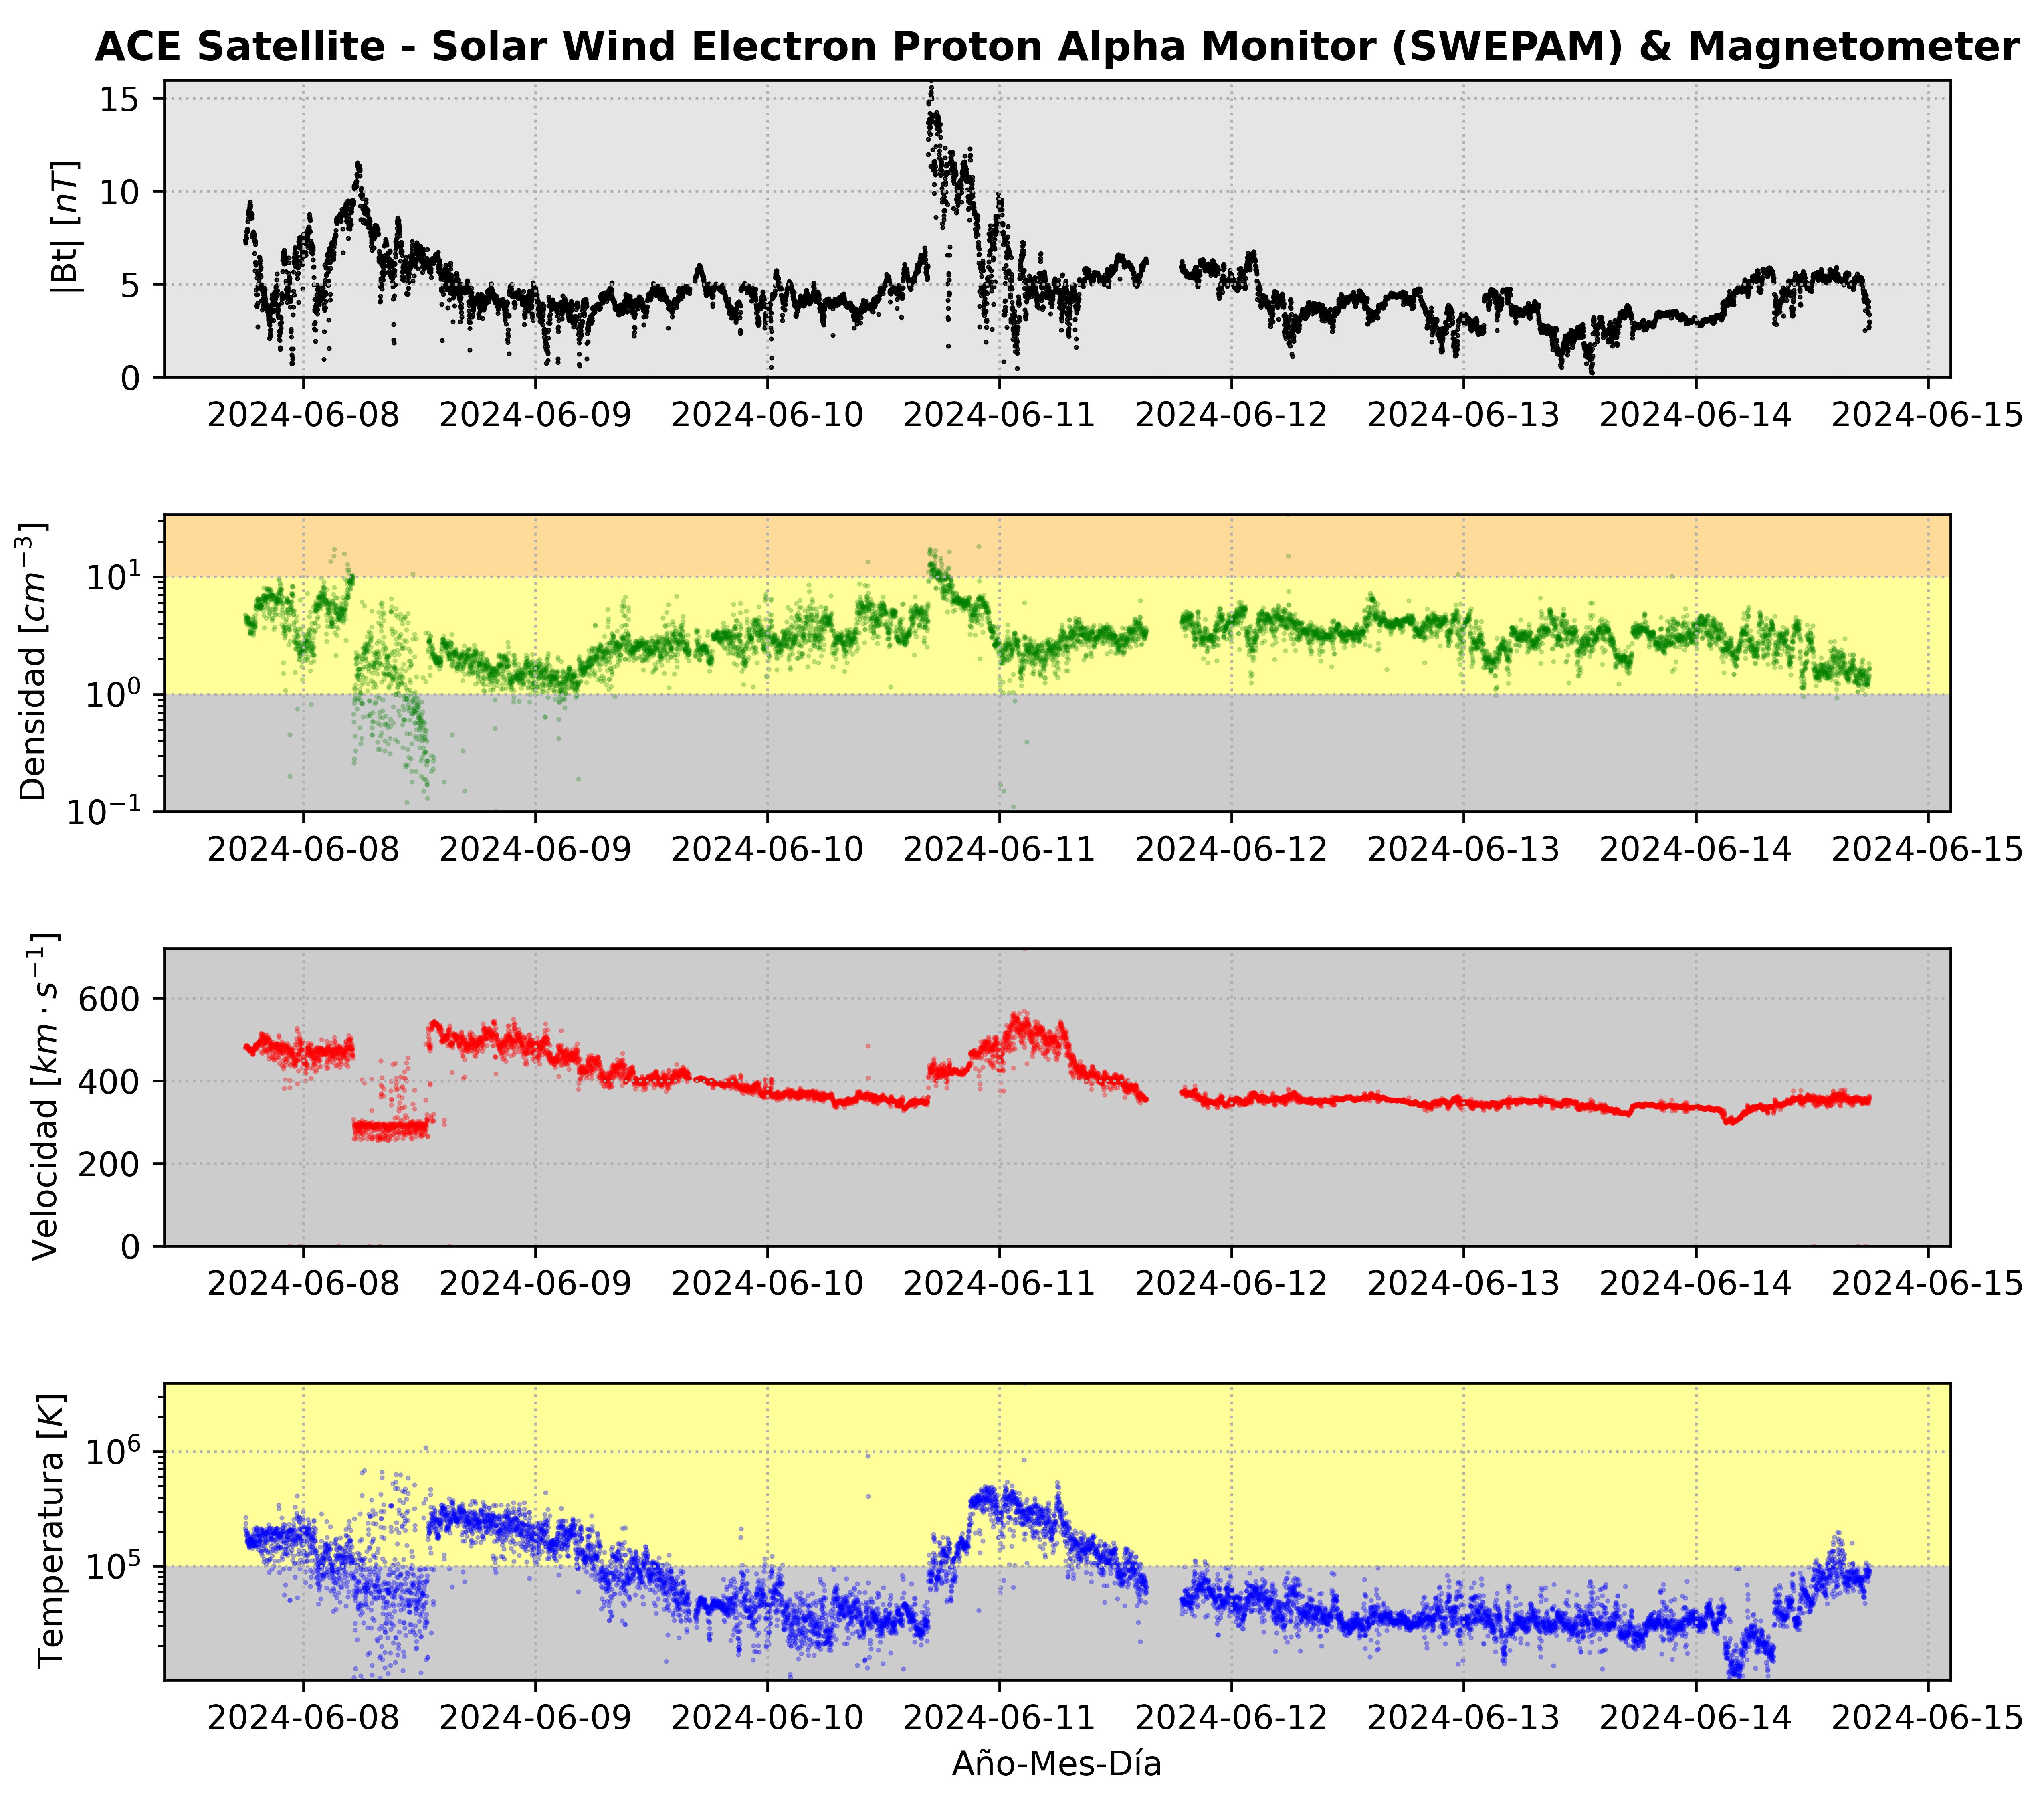 ACE Satellite - Solar Wind Electron Proton Alpha Monitor (SWEPAM) & Magnetometer
|Bt| [nT]
15
10
5
0
2024-06-08 2024-06-09 2024-06-10 2024-06-11 2024-06-12 2024-06-13 2024-06-14 2024-06-15
Densidad [cm⁻³]
10¹
10⁰
10⁻¹
2024-06-08 2024-06-09 2024-06-10 2024-06-11 2024-06-12 2024-06-13 2024-06-14 2024-06-15
Velocidad [km · s⁻¹]
600
400
200
0
2024-06-08 2024-06-09 2024-06-10 2024-06-11 2024-06-12 2024-06-13 2024-06-14 2024-06-15
Temperatura [K]
10⁶
10⁵
2024-06-08 2024-06-09 2024-06-10 2024-06-11 2024-06-12 2024-06-13 2024-06-14 2024-06-15
Año-Mes-Día